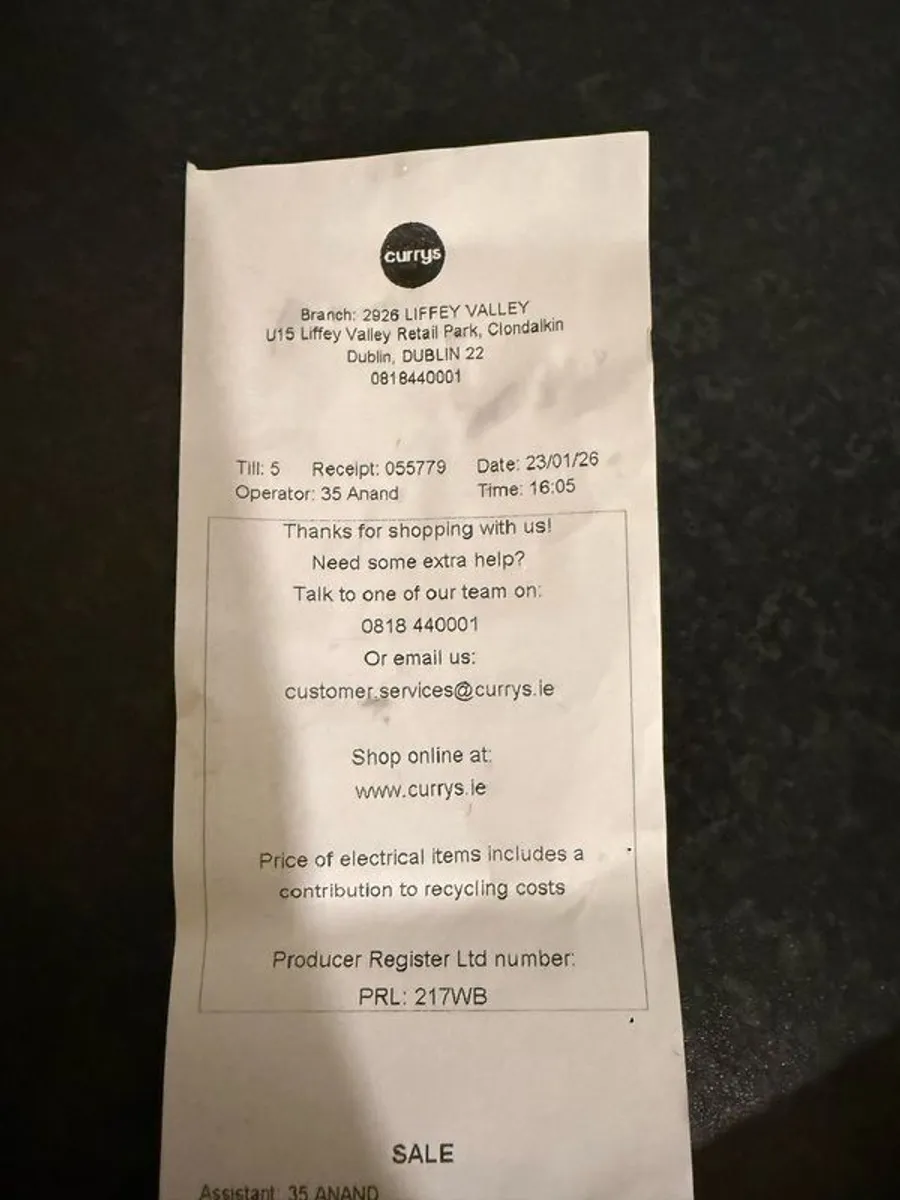 currys
Branch: 2926 LIFFEY VALLEY
U15 Liffey Valley Retail Park, Clondalkin
Dublin, DUBLIN 22
0818440001
Till: 5 Receipt: 055779 Date: 23/01/26
Operator: 35 Anand Time: 16:05
Thanks for shopping with us!
Need some extra help?
Talk to one of our team on:
0818 440001
Or email us:
customer.services@currys.ie
Shop online at:
www.currys.ie
Price of electrical items includes a
contribution to recycling costs
Producer Register Ltd number:
PRL: 217WB
SALE
Assistant: 35 ANAND